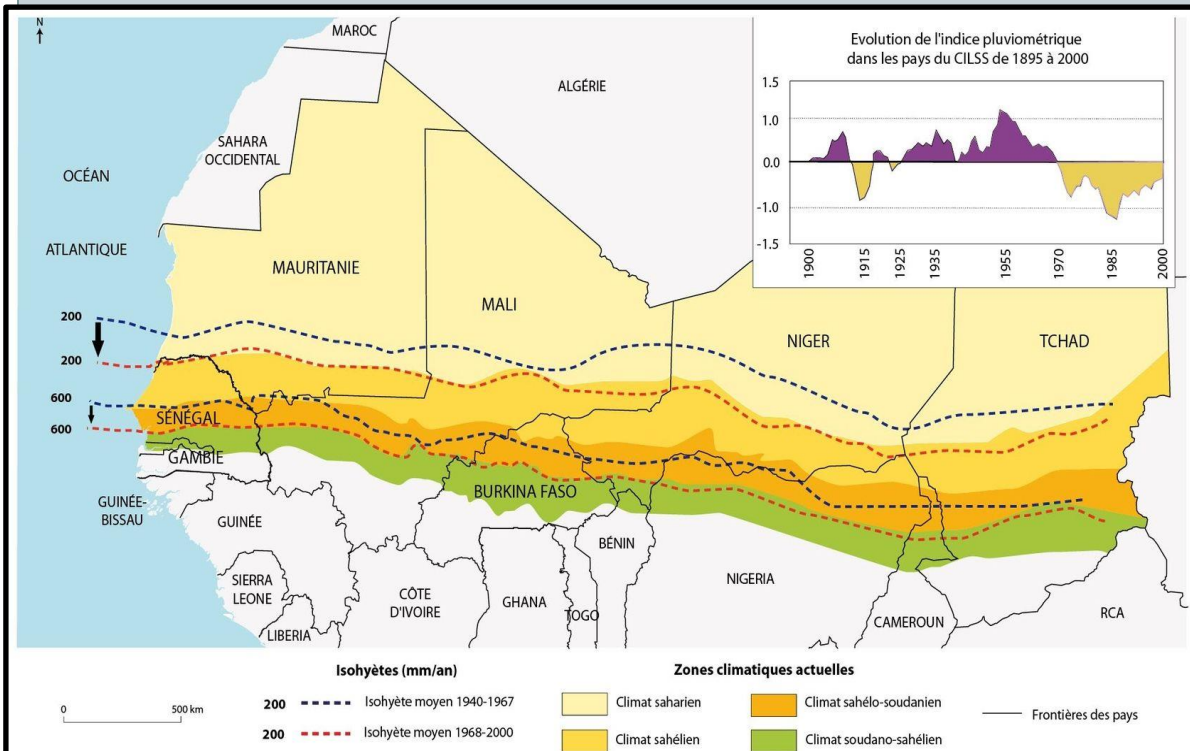 N
MAROC
Evolution de l'indice pluviométrique
dans les pays du CILSS de 1895 à 2000
1.5
1.0
0.0
-1.0
-1.5
1900
1915
1925
1935
1955
1970
1985
2000
ALGÉRIE
SAHARA
OCCIDENTAL
OCÉAN
ATLANTIQUE
MAURITANIE
MALI
NIGER
TCHAD
200
200
600
600
SÉNÉGAL
GAMBIE
GUINÉE-
BISSAU
GUINÉE
BURKINA FASO
BÉNIN
SIERRA
LEONE
CÔTE
D'IVOIRE
GHANA
TOGO
NIGERIA
CAMEROUN
RCA
LIBERIA
Isohyètes (mm/an)
Zones climatiques actuelles
0
500 km
200
Isohyète moyen 1940-1967
200
Isohyète moyen 1968-2000
Climat saharien
Climat sahélien
Climat sahélo-soudanien
Climat soudano-sahélien
Frontières des pays